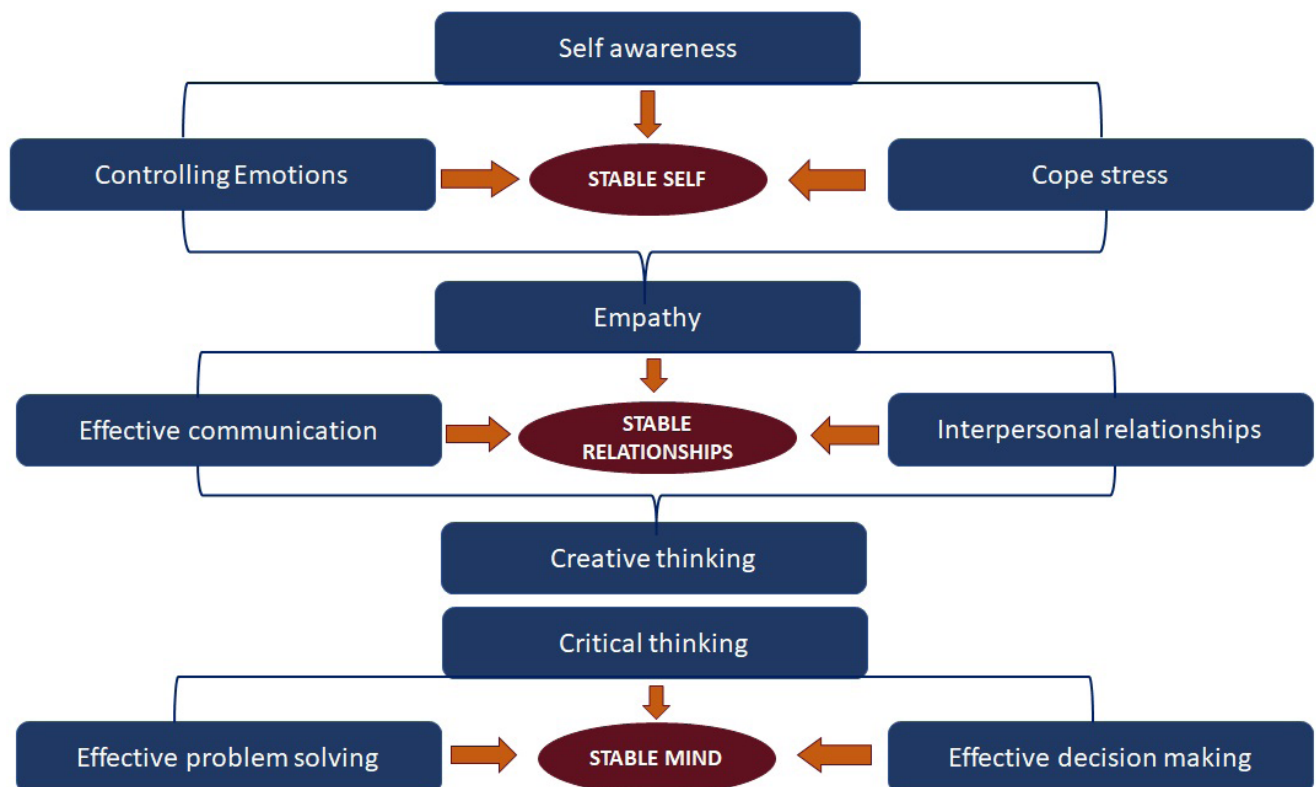 Self awareness
Controlling Emotions
STABLE SELF
Cope stress
Empathy
Effective communication
STABLE
RELATIONSHIPS
Interpersonal relationships
Creative thinking
Critical thinking
Effective problem solving
STABLE MIND
Effective decision making